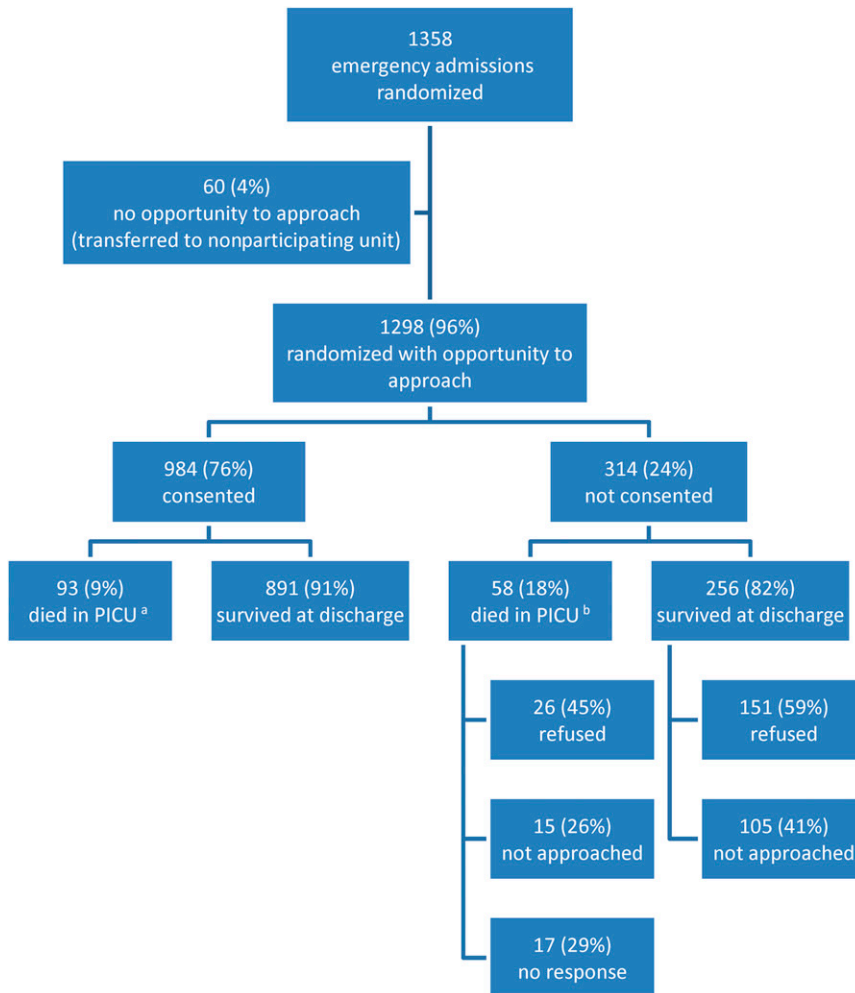 1358
emergency admissions
randomized
60 (4%)
no opportunity to approach
(transferred to nonparticipating unit)
1298 (96%)
randomized with opportunity to
approach
984 (76%)
consented
314 (24%)
not consented
93 (9%)
died in PICU a
891 (91%)
survived at discharge
58 (18%)
died in PICU b
256 (82%)
survived at discharge
26 (45%)
refused
151 (59%)
refused
15 (26%)
not approached
105 (41%)
not approached
17 (29%)
no response